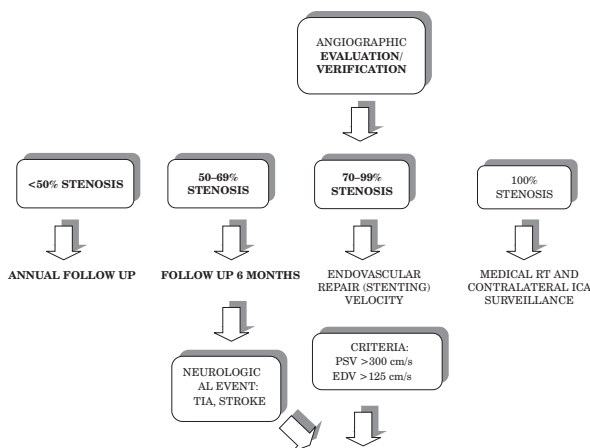 ANGIOGRAPHIC
EVALUATION/
VERIFICATION
<50% STENOSIS
50–69%
STENOSIS
70–99%
STENOSIS
100%
STENOSIS
ANNUAL FOLLOW UP
FOLLOW UP 6 MONTHS
ENDOVASCULAR
REPAIR (STENTING)
VELOCITY
MEDICAL RT AND
CONTRALATERAL ICA
SURVEILLANCE
NEUROLOGIC
AL EVENT:
TIA, STROKE
CRITERIA:
PSV >300 cm/s
EDV >125 cm/s